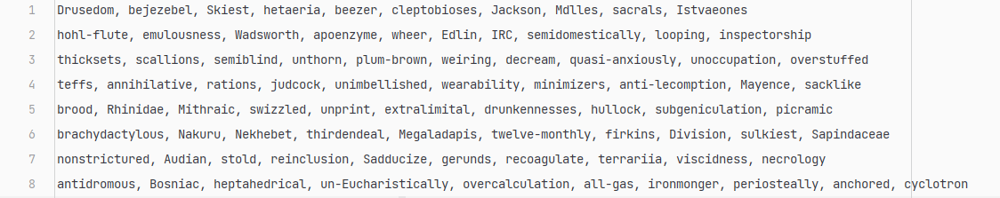 1 Drusedom, bejezebel, Skiest, hetaeria, beezer, cleptobioses, Jackson, Mdlles, sacrals, Istvaeones
2 hohl-flute, emulousness, Wadsworth, apoenzyme, wheer, Edlin, IRC, semidomestically, looping, inspectorship
3 thicksets, scallions, semiblind, unthorn, plum-brown, weiring, decream, quasi-anxiously, unoccupation, overstuffed
4 teffs, annihilative, rations, judcock, unimbellished, wearability, minimizers, anti-lecomption, Mayence, sacklike
5 brood, Rhinidae, Mithraic, swizzled, unprint, extralimital, drunkennesses, hullock, subgeniculation, picramic
6 brachydactylous, Nakuru, Nekhebet, thirdendeal, Megaladapis, twelve-monthly, firkins, Division, sulkiest, Sapindaceae
7 nonstrictured, Audian, stold, reinclusion, Sadducize, gerunds, recoagulate, terrariia, viscidness, necrology
8 antidromous, Bosniac, heptahedrical, un-Eucharistically, overcalculation, all-gas, ironmonger, periosteally, anchored, cyclotron